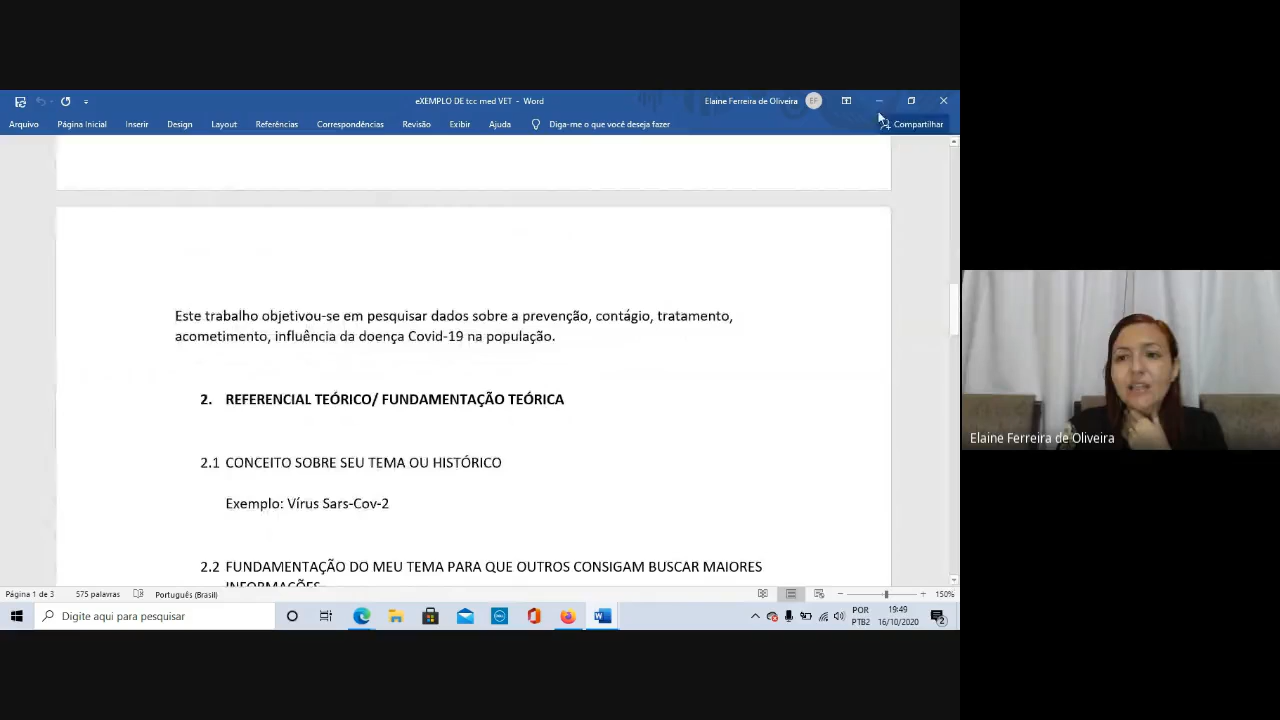 eXEMPLO DE tcc med VET - Word
Elaine Ferreira de Oliveira
EF
Arquivo
Página Inicial
Inserir
Design
Layout
Referências
Correspondências
Revisão
Exibir
Ajuda
Diga-me o que você deseja fazer
Compartilhar
Este trabalho objetivou-se em pesquisar dados sobre a prevenção, contágio, tratamento,
acometimento, influência da doença Covid-19 na população.
2. REFERENCIAL TEÓRICO/ FUNDAMENTAÇÃO TEÓRICA
2.1 CONCEITO SOBRE SEU TEMA OU HISTÓRICO
Exemplo: Vírus Sars-Cov-2
2.2 FUNDAMENTAÇÃO DO MEU TEMA PARA QUE OUTROS CONSIGAM BUSCAR MAIORES
INFORMAÇÕES
Elaine Ferreira de Oliveira
Página 1 de 3
575 palavras
Português (Brasil)
150%
Digite aqui para pesquisar
POR
PTB2
19:49
16/10/2020
2